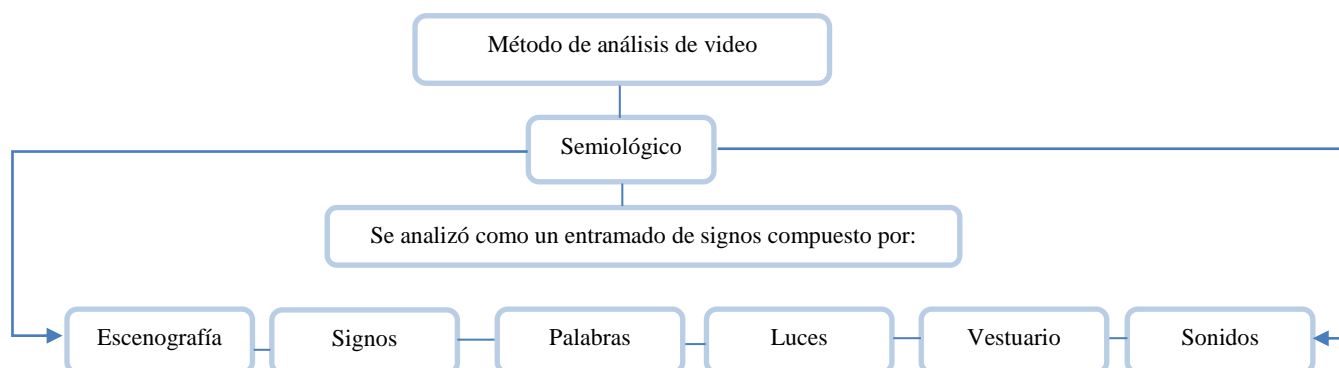 Método de análisis de video
Semiológico
Se analizó como un entramado de signos compuesto por:
Escenografía
Signos
Palabras
Luces
Vestuario
Sonidos